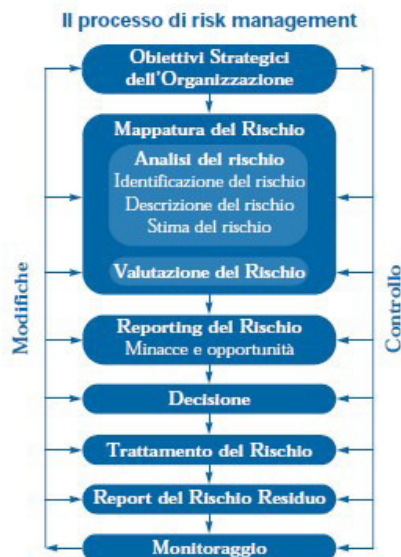 Il processo di risk management
Obiettivi Strategici
dell'Organizzazione
Mappatura del Rischio
Analisi del rischio
Identificazione del rischio
Descrizione del rischio
Stima del rischio
Valutazione del Rischio
Reporting del Rischio
Minacce e opportunità
Decisione
Trattamento del Rischio
Report del Rischio Residuo
Monitoraggio
Modifiche
Controllo